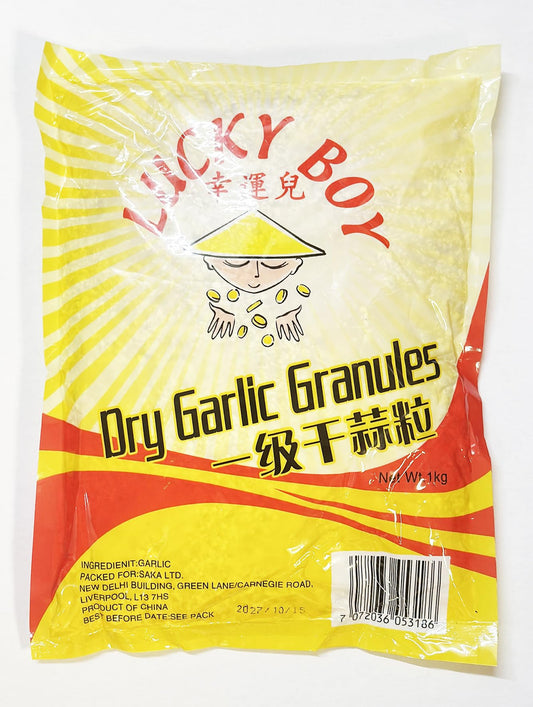 LUCKY BOY
幸運兒
Dry Garlic Granules
一级干蒜粒
Net Wt 1kg
INGREDIENIT:GARLIC
PACKED FOR:SAKA LTD.
NEW DELHI BUILDING, GREEN LANE/CARNEGIE ROAD,
LIVERPOOL, L13 7HS
PRODUCT OF CHINA
BEST BEFORE DATE:SEE PACK
2027/10/15
7 072036 053186